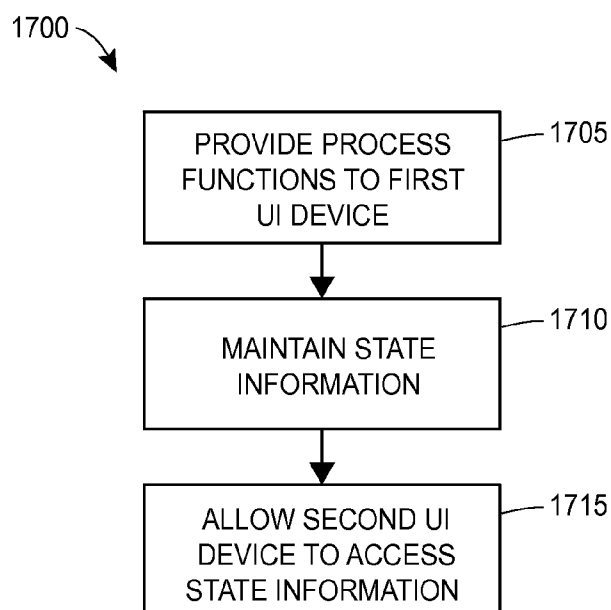 1700
PROVIDE PROCESS
FUNCTIONS TO FIRST
UI DEVICE
1705
MAINTAIN STATE
INFORMATION
1710
ALLOW SECOND UI
DEVICE TO ACCESS
STATE INFORMATION
1715